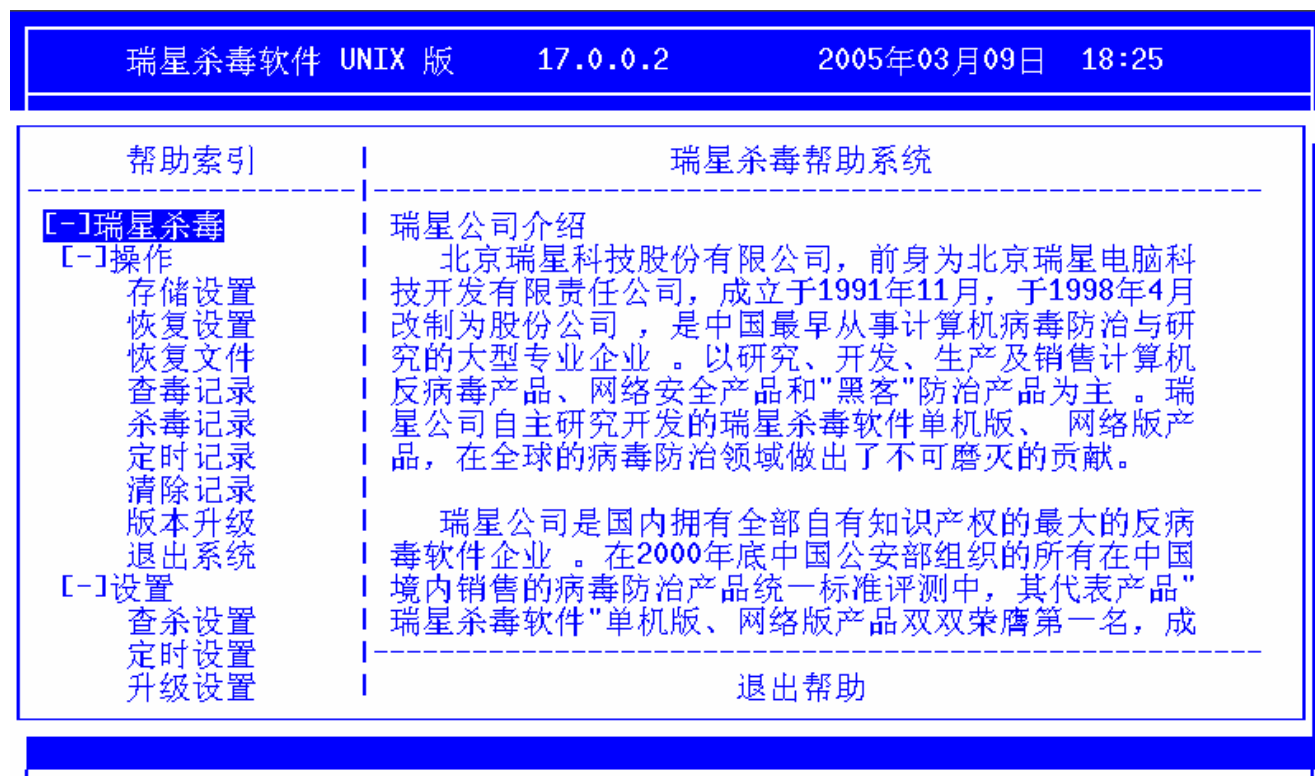 瑞星杀毒软件 UNIX 版 17.0.0.2 2005年03月09日 18:25
帮助索引
[-]瑞星杀毒
[-]操作
存储设置
恢复设置
恢复文件
查毒记录
杀毒记录
定时记录
清除记录
版本升级
退出系统
[-]设置
查杀设置
定时设置
升级设置
瑞星杀毒帮助系统
瑞星公司介绍
北京瑞星科技股份有限公司，前身为北京瑞星电脑科
技开发有限责任公司，成立于1991年11月，于1998年4月
改制为股份公司 ，是中国最早从事计算机病毒防治与研
究的大型专业企业 。以研究、开发、生产及销售计算机
反病毒产品、网络安全产品和"黑客"防治产品为主 。瑞
星公司自主研究开发的瑞星杀毒软件单机版、 网络版产
品，在全球的病毒防治领域做出了不可磨灭的贡献。
瑞星公司是国内拥有全部自有知识产权的最大的反病
毒软件企业 。在2000年底中国公安部组织的所有在中国
境内销售的病毒防治产品统一标准评测中，其代表产品"
瑞星杀毒软件"单机版、网络版产品双双荣膺第一名，成
退出帮助